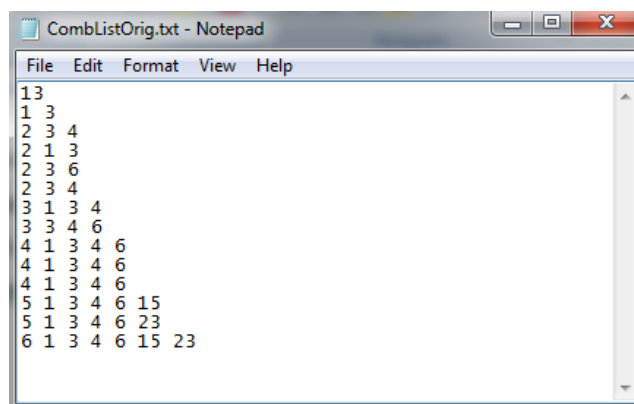 CombListOrig.txt - Notepad
File Edit Format View Help
13
1 3
2 3 4
2 1 3
2 3 6
2 3 4
3 1 3 4
3 3 4 6
4 1 3 4 6
4 1 3 4 6
4 1 3 4 6
5 1 3 4 6 15
5 1 3 4 6 23
6 1 3 4 6 15 23